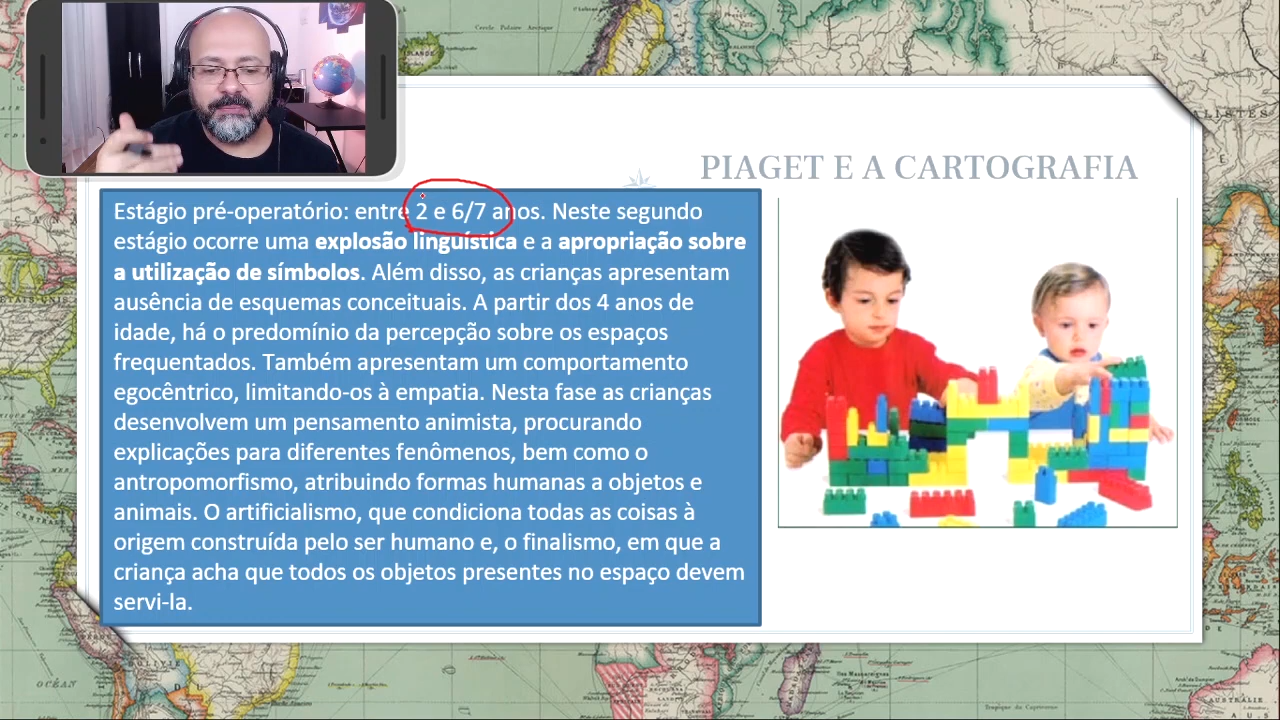 PIAGET E A CARTOGRAFIA
Estágio pré-operatório: entre 2 e 6/7 anos. Neste segundo
estágio ocorre uma explosão linguística e a apropriação sobre
a utilização de símbolos. Além disso, as crianças apresentam
ausência de esquemas conceituais. A partir dos 4 anos de
idade, há o predomínio da percepção sobre os espaços
frequentados. Também apresentam um comportamento
egocêntrico, limitando-os à empatia. Nesta fase as crianças
desenvolvem um pensamento animista, procurando
explicações para diferentes fenômenos, bem como o
antropomorfismo, atribuindo formas humanas a objetos e
animais. O artificialismo, que condiciona todas as coisas à
origem construída pelo ser humano e, o finalismo, em que a
criança acha que todos os objetos presentes no espaço devem
servi-la.
OCÉAN